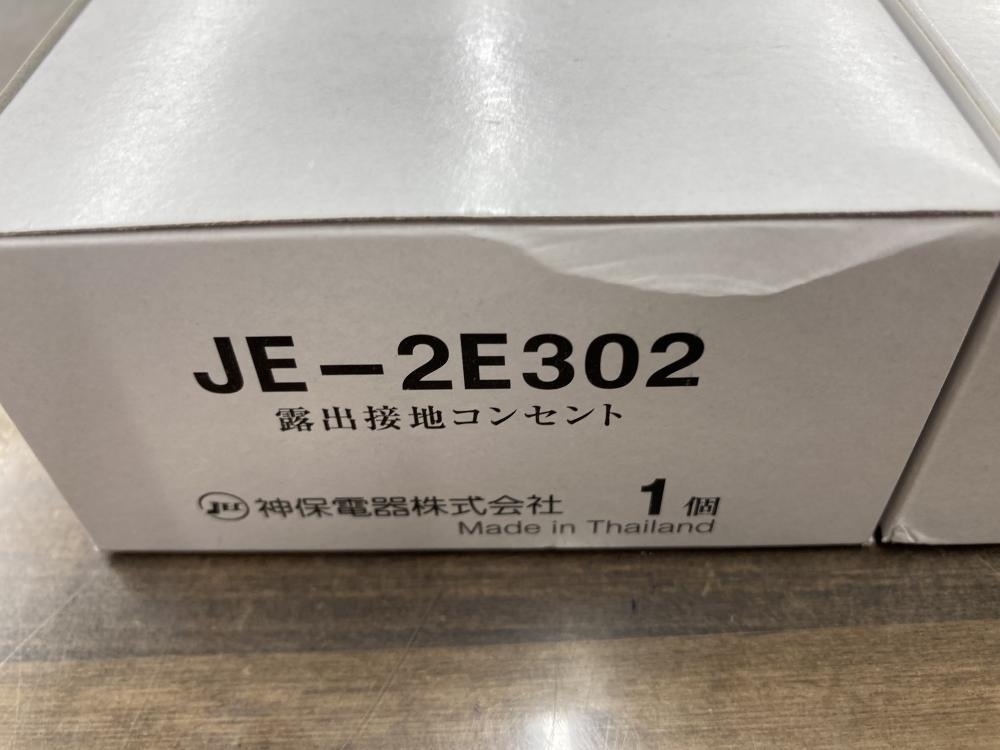 JE-2E302
露出接地コンセント
神保電器株式会社 1 個
Made in Thailand